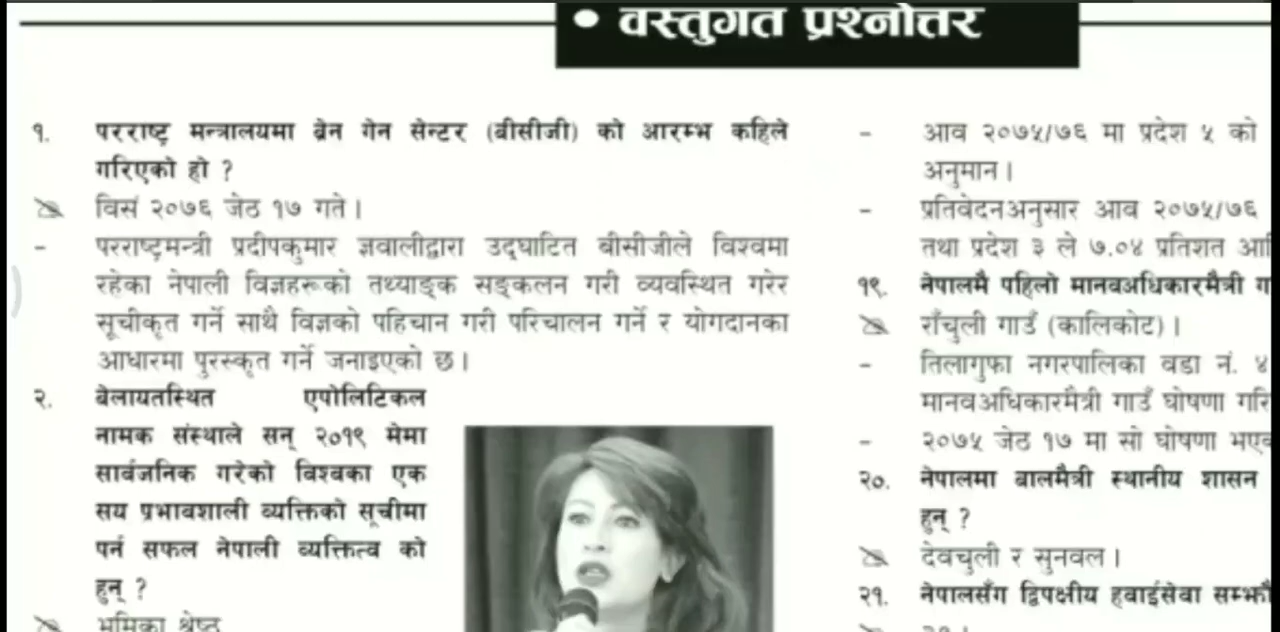 • वस्तुगत प्रश्नोत्तर
१. परराष्ट्र मन्त्रालयमा ब्रेन गेन सेन्टर (बीसीजी) को आरम्भ कहिले
गरिएको हो ?
विसं २०७६ जेठ १७ गते ।
- परराष्ट्रमन्त्री प्रदीपकुमार ज्ञवालीद्वारा उद्घाटित बीसीजीले विश्वमा
रहेका नेपाली विज्ञहरूको तथ्याङ्क सङ्कलन गरी व्यवस्थित गरेर
सूचीकृत गर्ने साथै विज्ञको पहिचान गरी परिचालन गर्ने र योगदानका
आधारमा पुरस्कृत गर्ने जनाइएको छ ।
२. बेलायतस्थित एपोलिटिकल
नामक संस्थाले सन् २०१९ मेमा
सार्वजनिक गरेको विश्वका एक
सय प्रभावशाली व्यक्तिको सूचीमा
पर्न सफल नेपाली व्यक्तित्व को
हुन् ?
भूमिका श्रेष्ठ
- आव २०७५/७६ मा प्रदेश ५ को
अनुमान ।
- प्रतिवेदनअनुसार आव २०७५/७६
तथा प्रदेश ३ ले ७.०४ प्रतिशत
१९. नेपालमै पहिलो मानवअधिकारमैत्री
राँचुली गाउँ (कालिकोट) ।
- तिलागुफा नगरपालिका वडा नं. ४
मानवअधिकारमैत्री गाउँ घोषणा
- २०७५ जेठ १७ मा सो घोषणा
२०. नेपालमा बालमैत्री स्थानीय शासन
हुन् ?
देवचुली र सुनवल ।
२१. नेपालसँग द्विपक्षीय हवाईसेवा